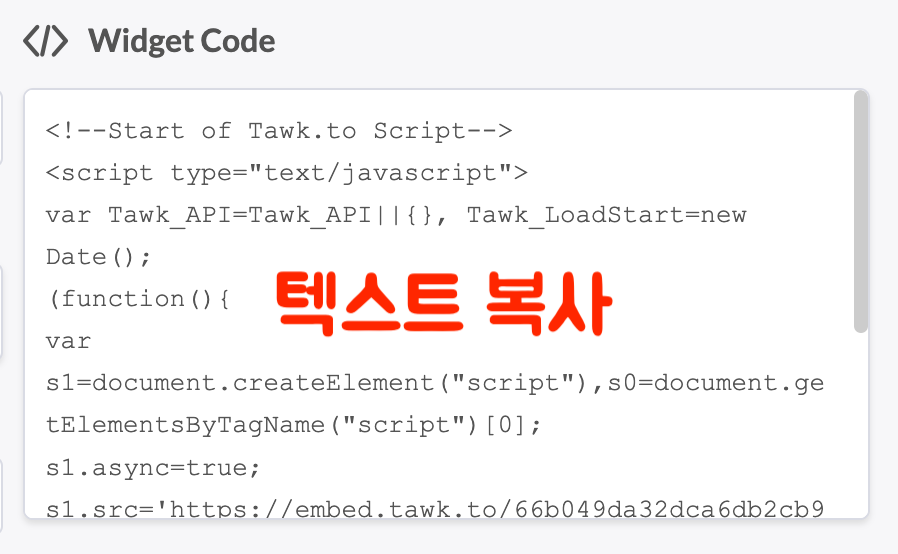 </> Widget Code
<!--Start of Tawk.to Script-->
<script type="text/javascript">
var Tawk_API=Tawk_API||{}, Tawk_LoadStart=new
Date();
(function(){
텍스트 복사
var
s1=document.createElement("script"),s0=document.ge
tElementsByTagName("script")[0];
s1.async=true;
s1.src='https://embed.tawk.to/66b049da32dca6db2cb9